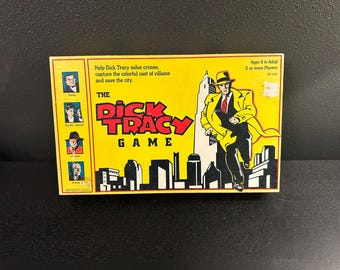 Help Dick Tracy solve crimes,
capture the colorful cast of villains
and save the city.
Ages 8 to Adult
2 or more Players
THE
DICK
TRACY
GAME